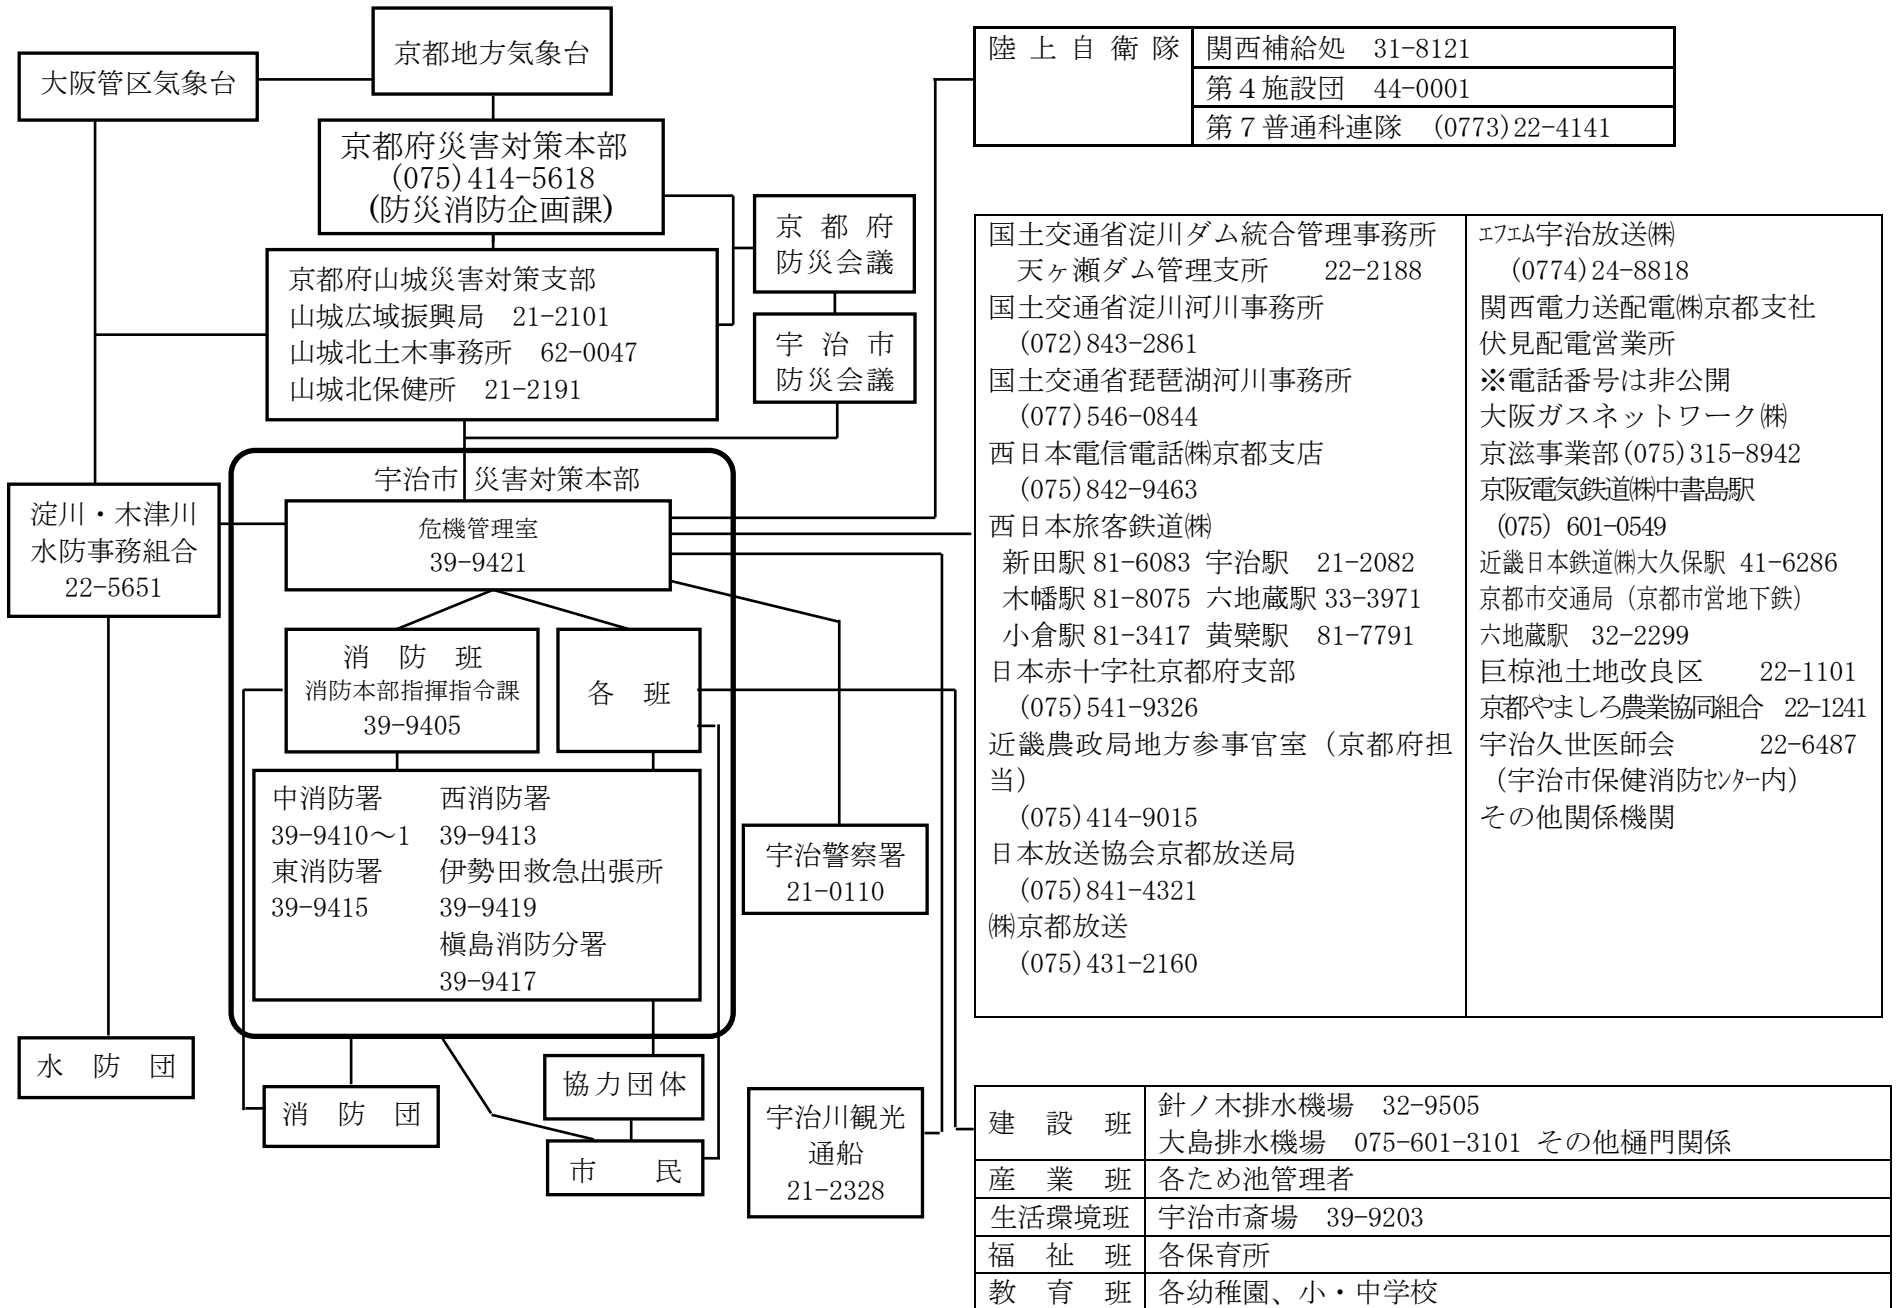 京都地方気象台
大阪管区気象台
京都府災害対策本部
(075)414-5618
(防災消防企画課)
京都府
防災会議
京都府山城災害対策支部
山城広域振興局 21-2101
山城北土木事務所 62-0047
山城北保健所 21-2191
宇治市
防災会議
宇治市 災害対策本部
淀川・木津川
水防事務組合
22-5651
危機管理室
39-9421
消防班
消防本部指揮指令課
39-9405
各班
中消防署 西消防署
39-9410～1 39-9413
東消防署 伊勢田救急出張所
39-9415 39-9419
槇島消防分署
39-9417
宇治警察署
21-0110
水防団
消防団
協力団体
市民
宇治川観光
通船
21-2328
陸上自衛隊 関西補給処 31-8121
第４施設団 44-0001
第７普通科連隊 (0773)22-4141
国土交通省淀川ダム統合管理事務所
天ヶ瀬ダム管理支所 22-2188
国土交通省淀川河川事務所
(072)843-2861
国土交通省琵琶湖河川事務所
(077)546-0844
西日本電信電話㈱京都支店
(075)842-9463
西日本旅客鉄道㈱
新田駅 81-6083 宇治駅 21-2082
木幡駅 81-8075 六地蔵駅 33-3971
小倉駅 81-3417 黄檗駅 81-7791
日本赤十字社京都府支部
(075)541-9326
近畿農政局地方参事官室（京都府担
当）
(075)414-9015
日本放送協会京都放送局
(075)841-4321
㈱京都放送
(075)431-2160
ｴﾌｴﾑ宇治放送㈱
(0774)24-8818
関西電力送配電㈱京都支社
伏見配電営業所
※電話番号は非公開
大阪ガスネットワーク㈱
京滋事業部(075)315-8942
京阪電気鉄道㈱中書島駅
(075) 601-0549
近畿日本鉄道㈱大久保駅 41-6286
京都市交通局（京都市営地下鉄）
六地蔵駅 32-2299
巨椋池土地改良区 22-1101
京都やましろ農業協同組合 22-1241
宇治久世医師会 22-6487
（宇治市保健消防ｾﾝﾀｰ内）
その他関係機関
建設班 針ノ木排水機場 32-9505
大島排水機場 075-601-3101 その他樋門関係
産業班 各ため池管理者
生活環境班 宇治市斎場 39-9203
福祉班 各保育所
教育班 各幼稚園、小・中学校